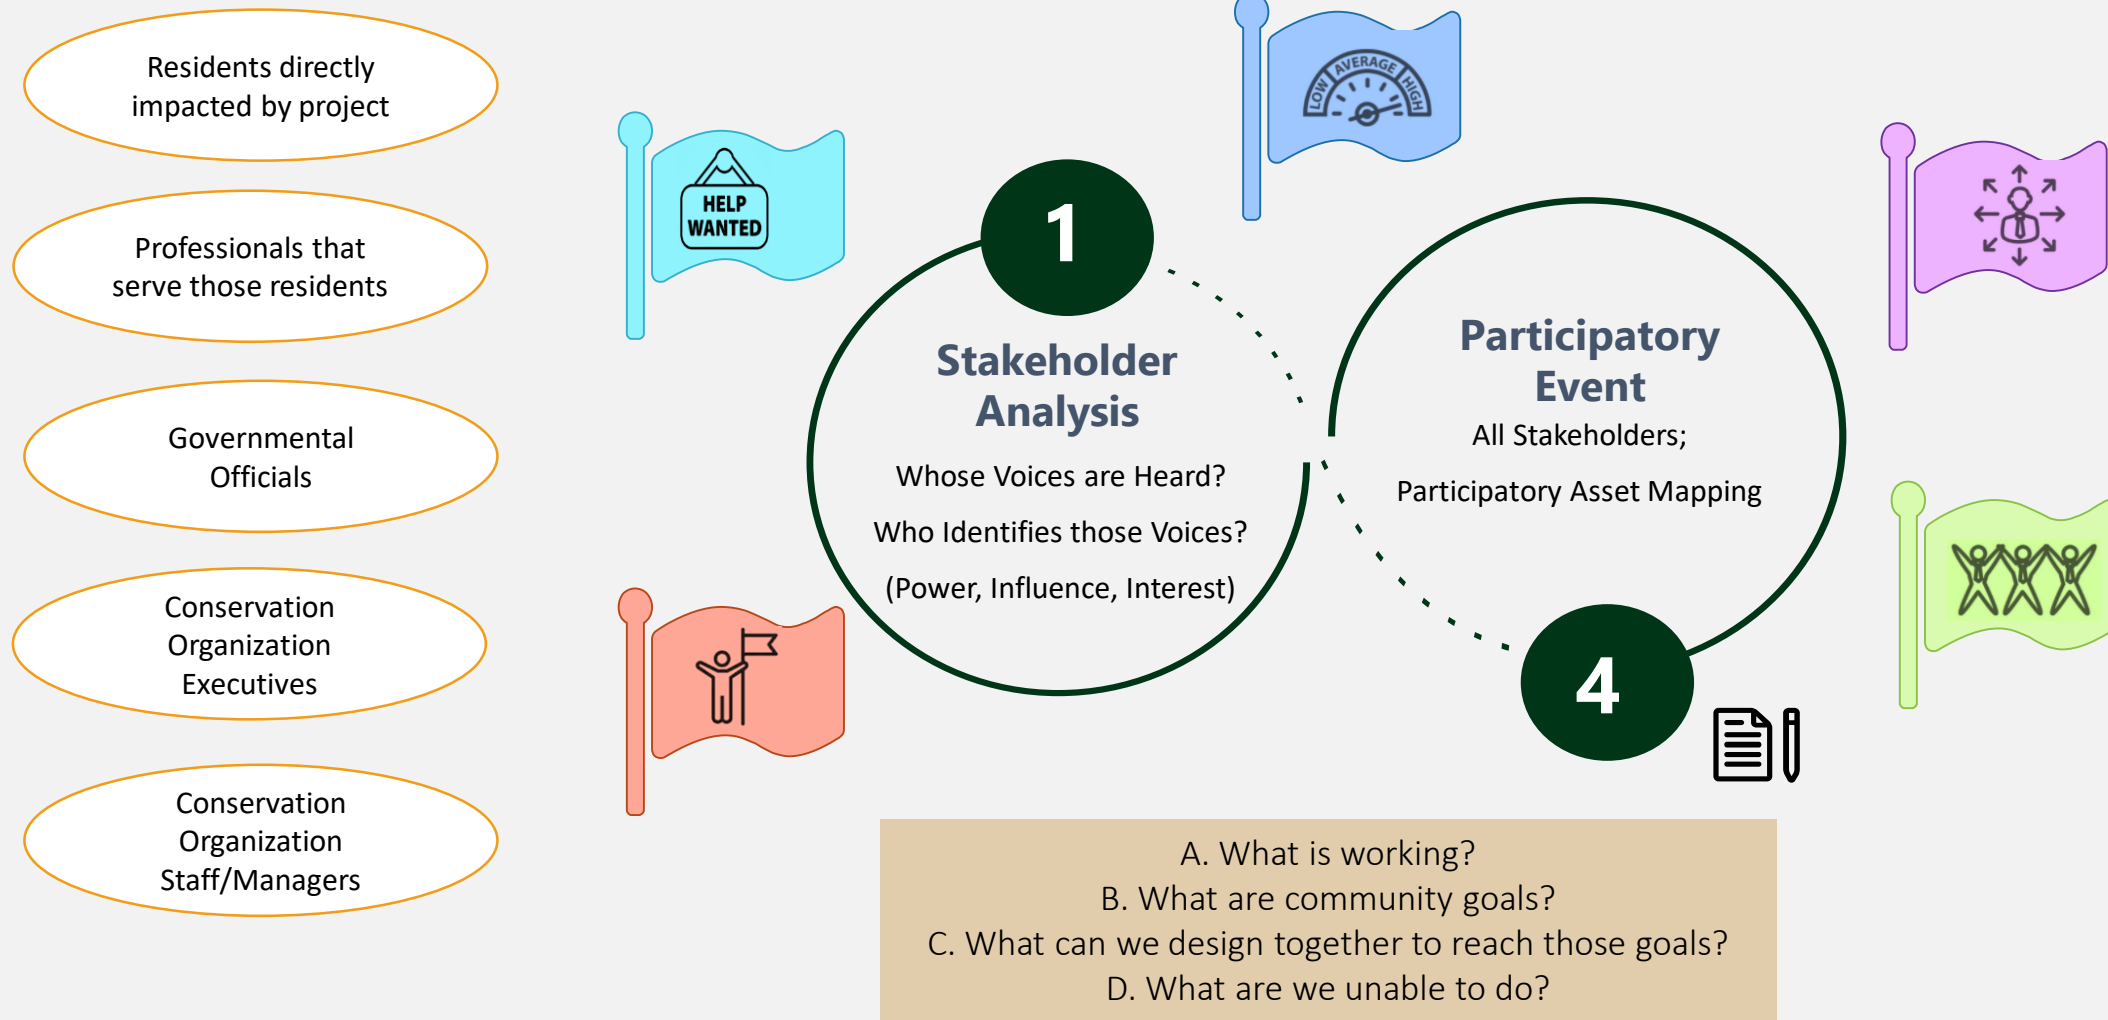 Residents directly
impacted by project
Professionals that
serve those residents
Governmental
Officials
Conservation
Organization
Executives
Conservation
Organization
Staff/Managers
HELP
WANTED
LOW AVERAGE HIGH
1
Stakeholder
Analysis
Whose Voices are Heard?
Who Identifies those Voices?
(Power, Influence, Interest)
Participatory
Event
All Stakeholders;
Participatory Asset Mapping
4
A. What is working?
B. What are community goals?
C. What can we design together to reach those goals?
D. What are we unable to do?